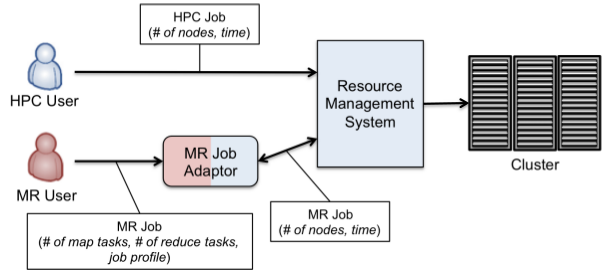 HPC Job
(# of nodes, time)
HPC User
Resource
Management
System
Cluster
MR User
MR Job
Adaptor
MR Job
(# of map tasks, # of reduce tasks,
job profile)
MR Job
(# of nodes, time)